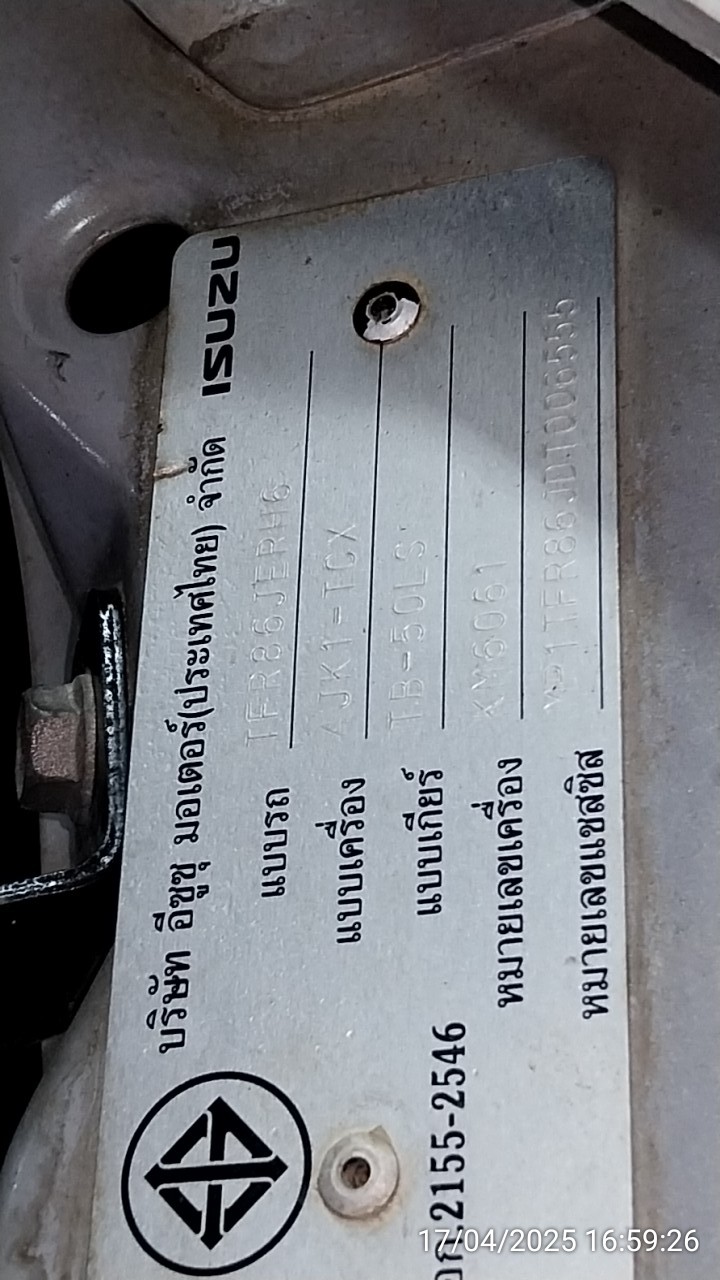 บริษัท อีซูซุ มอเตอร์(ประเทศไทย) จำกัด ISUZU
แบบรถ TFR86JERH6
แบบเครื่อง 4JK1-TCX
แบบเกียร์ TB-50LS
หมายเลขเครื่อง KM6061
หมายเลขแชสซิส MP1TFR86JDT006555
2155-2546
17/04/2025 16:59:26